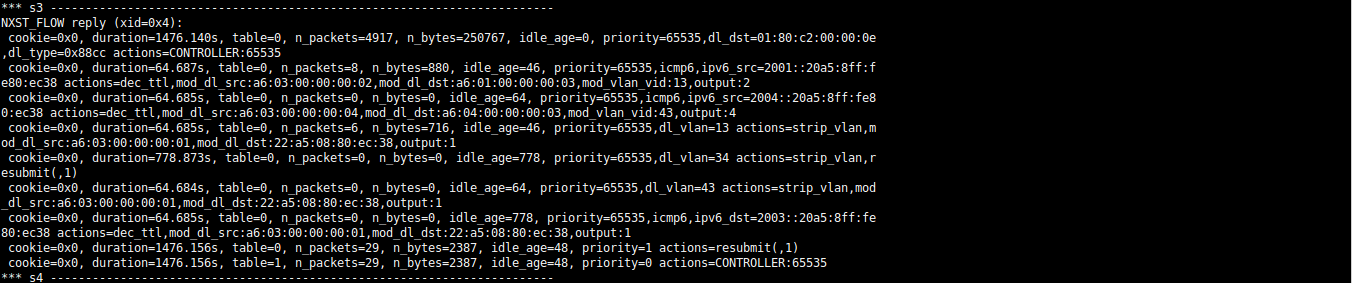 *** s3 ------------------------------------------------------------------------
NXST_FLOW reply (xid=0x4):
 cookie=0x0, duration=1476.140s, table=0, n_packets=4917, n_bytes=250767, idle_age=0, priority=65535,dl_dst=01:80:c2:00:00:0e
,dl_type=0x88cc actions=CONTROLLER:65535
 cookie=0x0, duration=64.687s, table=0, n_packets=8, n_bytes=880, idle_age=46, priority=65535,icmp6,ipv6_src=2001::20a5:8ff:f
e80:ec38 actions=dec_ttl,mod_dl_src:a6:03:00:00:00:02,mod_dl_dst:a6:01:00:00:00:03,mod_vlan_vid:13,output:2
 cookie=0x0, duration=64.685s, table=0, n_packets=0, n_bytes=0, idle_age=64, priority=65535,icmp6,ipv6_src=2004::20a5:8ff:fe8
0:ec38 actions=dec_ttl,mod_dl_src:a6:03:00:00:00:04,mod_dl_dst:a6:04:00:00:00:03,mod_vlan_vid:43,output:4
 cookie=0x0, duration=64.685s, table=0, n_packets=6, n_bytes=716, idle_age=46, priority=65535,dl_vlan=13 actions=strip_vlan,m
od_dl_src:a6:03:00:00:00:01,mod_dl_dst:22:a5:08:80:ec:38,output:1
 cookie=0x0, duration=778.873s, table=0, n_packets=0, n_bytes=0, idle_age=778, priority=65535,dl_vlan=34 actions=strip_vlan,r
esubmit(,1)
 cookie=0x0, duration=64.684s, table=0, n_packets=0, n_bytes=0, idle_age=64, priority=65535,dl_vlan=43 actions=strip_vlan,mod
_dl_src:a6:03:00:00:00:01,mod_dl_dst:22:a5:08:80:ec:38,output:1
 cookie=0x0, duration=64.685s, table=0, n_packets=0, n_bytes=0, idle_age=778, priority=65535,icmp6,ipv6_dst=2003::20a5:8ff:fe
80:ec38 actions=dec_ttl,mod_dl_src:a6:03:00:00:00:01,mod_dl_dst:22:a5:08:80:ec:38,output:1
 cookie=0x0, duration=1476.156s, table=0, n_packets=29, n_bytes=2387, idle_age=48, priority=1 actions=resubmit(,1)
 cookie=0x0, duration=1476.156s, table=1, n_packets=29, n_bytes=2387, idle_age=48, priority=0 actions=CONTROLLER:65535
*** s4 ------------------------------------------------------------------------